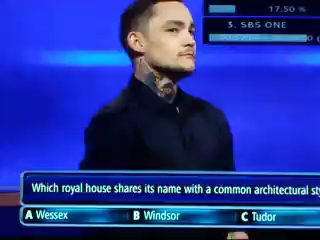 17.50 %
3. SBS ONE
Which royal house shares its name with a common architectural sty
A Wessex
B Windsor
C Tudor